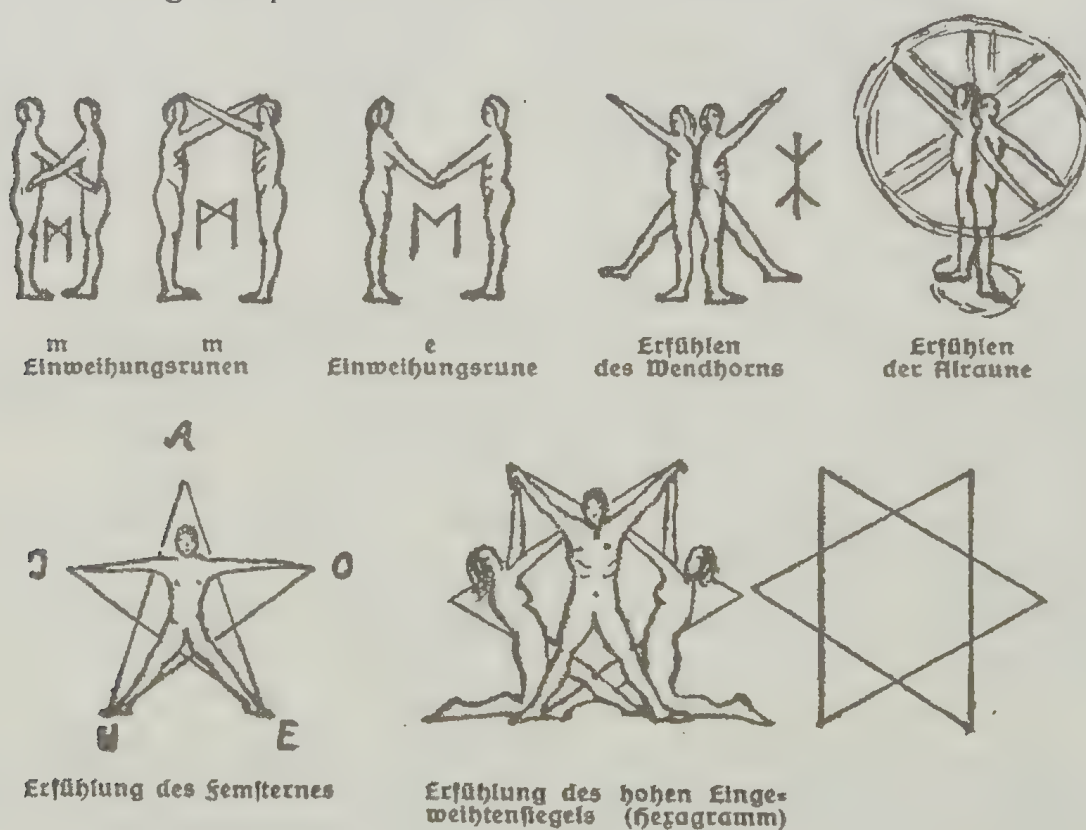 m m
Einweihungsrunen
e
Einweihungsrune
Erfühlen
des Wendhorns
Erfühlen
der Alraune
A
J O
U E
Erfühlung des Femsternes
Erfühlung des hohen Einge-
weihtensiegels (Hexagramm)